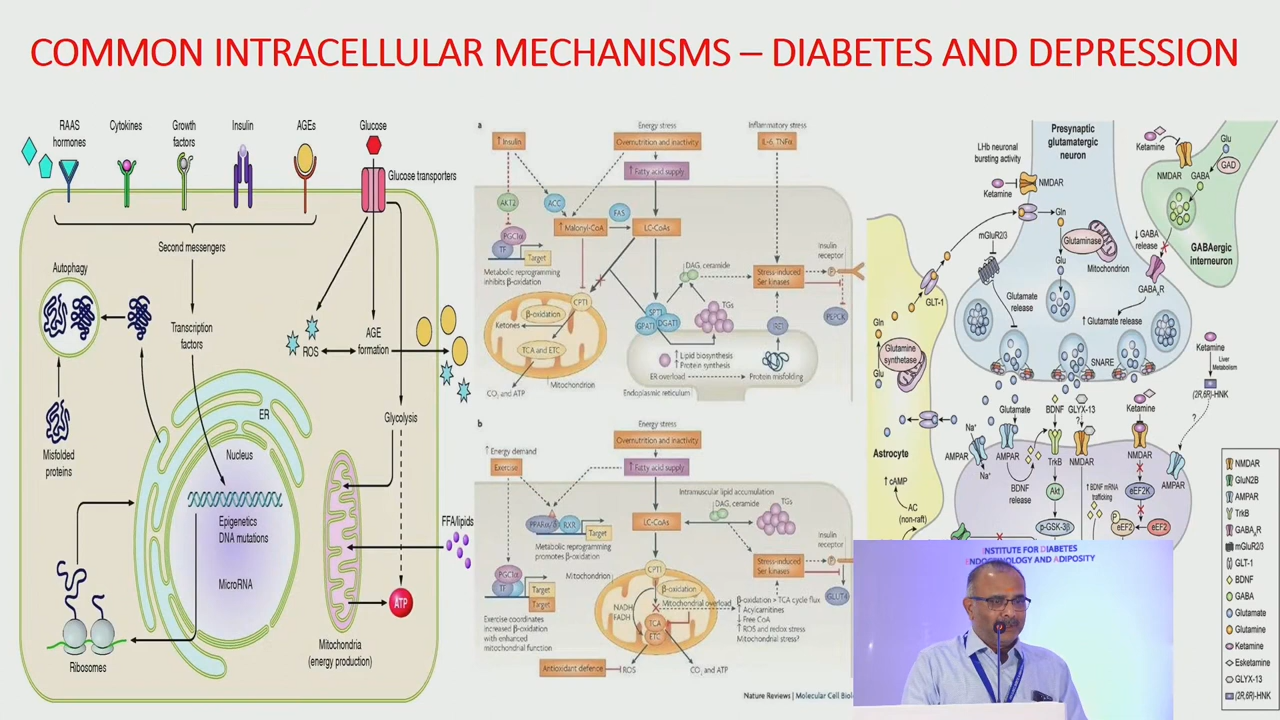 COMMON INTRACELLULAR MECHANISMS – DIABETES AND DEPRESSION
RAAS
hormones
Cytokines
Growth
factors
Insulin
AGEs
Glucose
Glucose transporters
Second messengers
Autophagy
Transcription
factors
ROS
AGE
formation
Misfolded
proteins
ER
Nucleus
Epigenetics
DNA mutations
MicroRNA
Glycolysis
FFA/lipids
ATP
Ribosomes
Mitochondria
(energy production)
a
Energy stress
Inflammatory stress
↑ Insulin
Overnutrition and inactivity
IL-6, TNFα
↑ Fatty acid supply
AKT2
ACC
FAS
↑ Malonyl-CoA
LC-CoAs
PGC1α
TF
Target
Metabolic reprogramming
inhibits β-oxidation
DAG, ceramide
Stress-induced
Ser kinases
Insulin
receptor
P
CPT1
β-oxidation
Ketones
TCA and ETC
CO₂ and ATP
Mitochondrion
TGs
SPT1
GPAT1
DGAT1
PEPCK
↑ Lipid biosynthesis
↑ Protein synthesis
ER overload
Protein misfolding
Endoplasmic reticulum
b
Energy stress
↑ Energy demand
Overnutrition and inactivity
Exercise
↑ Fatty acid supply
Intramuscular lipid accumulation
DAG, ceramide
TGs
PPARα/δ
RXR
Target
LC-CoAs
Metabolic reprogramming
promotes β-oxidation
Insulin
receptor
Stress-induced
Ser kinases
P
PGC1α
TF
Target
Target
Mitochondrion
CPT1
β-oxidation
GLUT4
NADH
FADH
Mitochondrial overload
β-oxidation > TCA cycle flux
↑ Acylcarnitines
↓ Free CoA
↑ ROS and redox stress
Mitochondrial stress?
TCA
ETC
Exercise coordinates
increased β-oxidation
with enhanced
mitochondrial function
Antioxidant defence
ROS
CO₂ and ATP
Nature Reviews | Molecular Cell
Presynaptic
glutamatergic
neuron
LHb neuronal
bursting activity
Ketamine
NMDAR
Ketamine
NMDAR
Glu
GAD
GABA
GABAergic
interneuron
Gln
Glutaminase
Glu
Mitochondrion
mGluR2/3
↓ GABA
release
GABAAR
GLT-1
Glutamate
release
↑ Glutamate release
Gln
Glutamine
synthetase
Glu
SNARE
Ketamine
Liver
Metabolism
(2R,6R)-HNK
?
Glutamate
BDNF
GLYX-13
Ketamine
Na⁺
AMPAR
Na⁺
AMPAR
TrkB
NMDAR
NMDAR
AMPAR
Astrocyte
↑ cAMP
AC
(non-raft)
BDNF
release
↑ BDNF mRNA
trafficking
Akt
eEF2K
p-GSK-3β
P
eEF2
eEF2
NMDAR
GluN2B
AMPAR
TrkB
GABAAR
mGluR2/3
GLT-1
BDNF
GABA
Glutamate
Glutamine
Ketamine
Esketamine
GLYX-13
(2R,6R)-HNK
INSTITUTE FOR DIABETES
ENDOCRINOLOGY AND ADIPOSITY